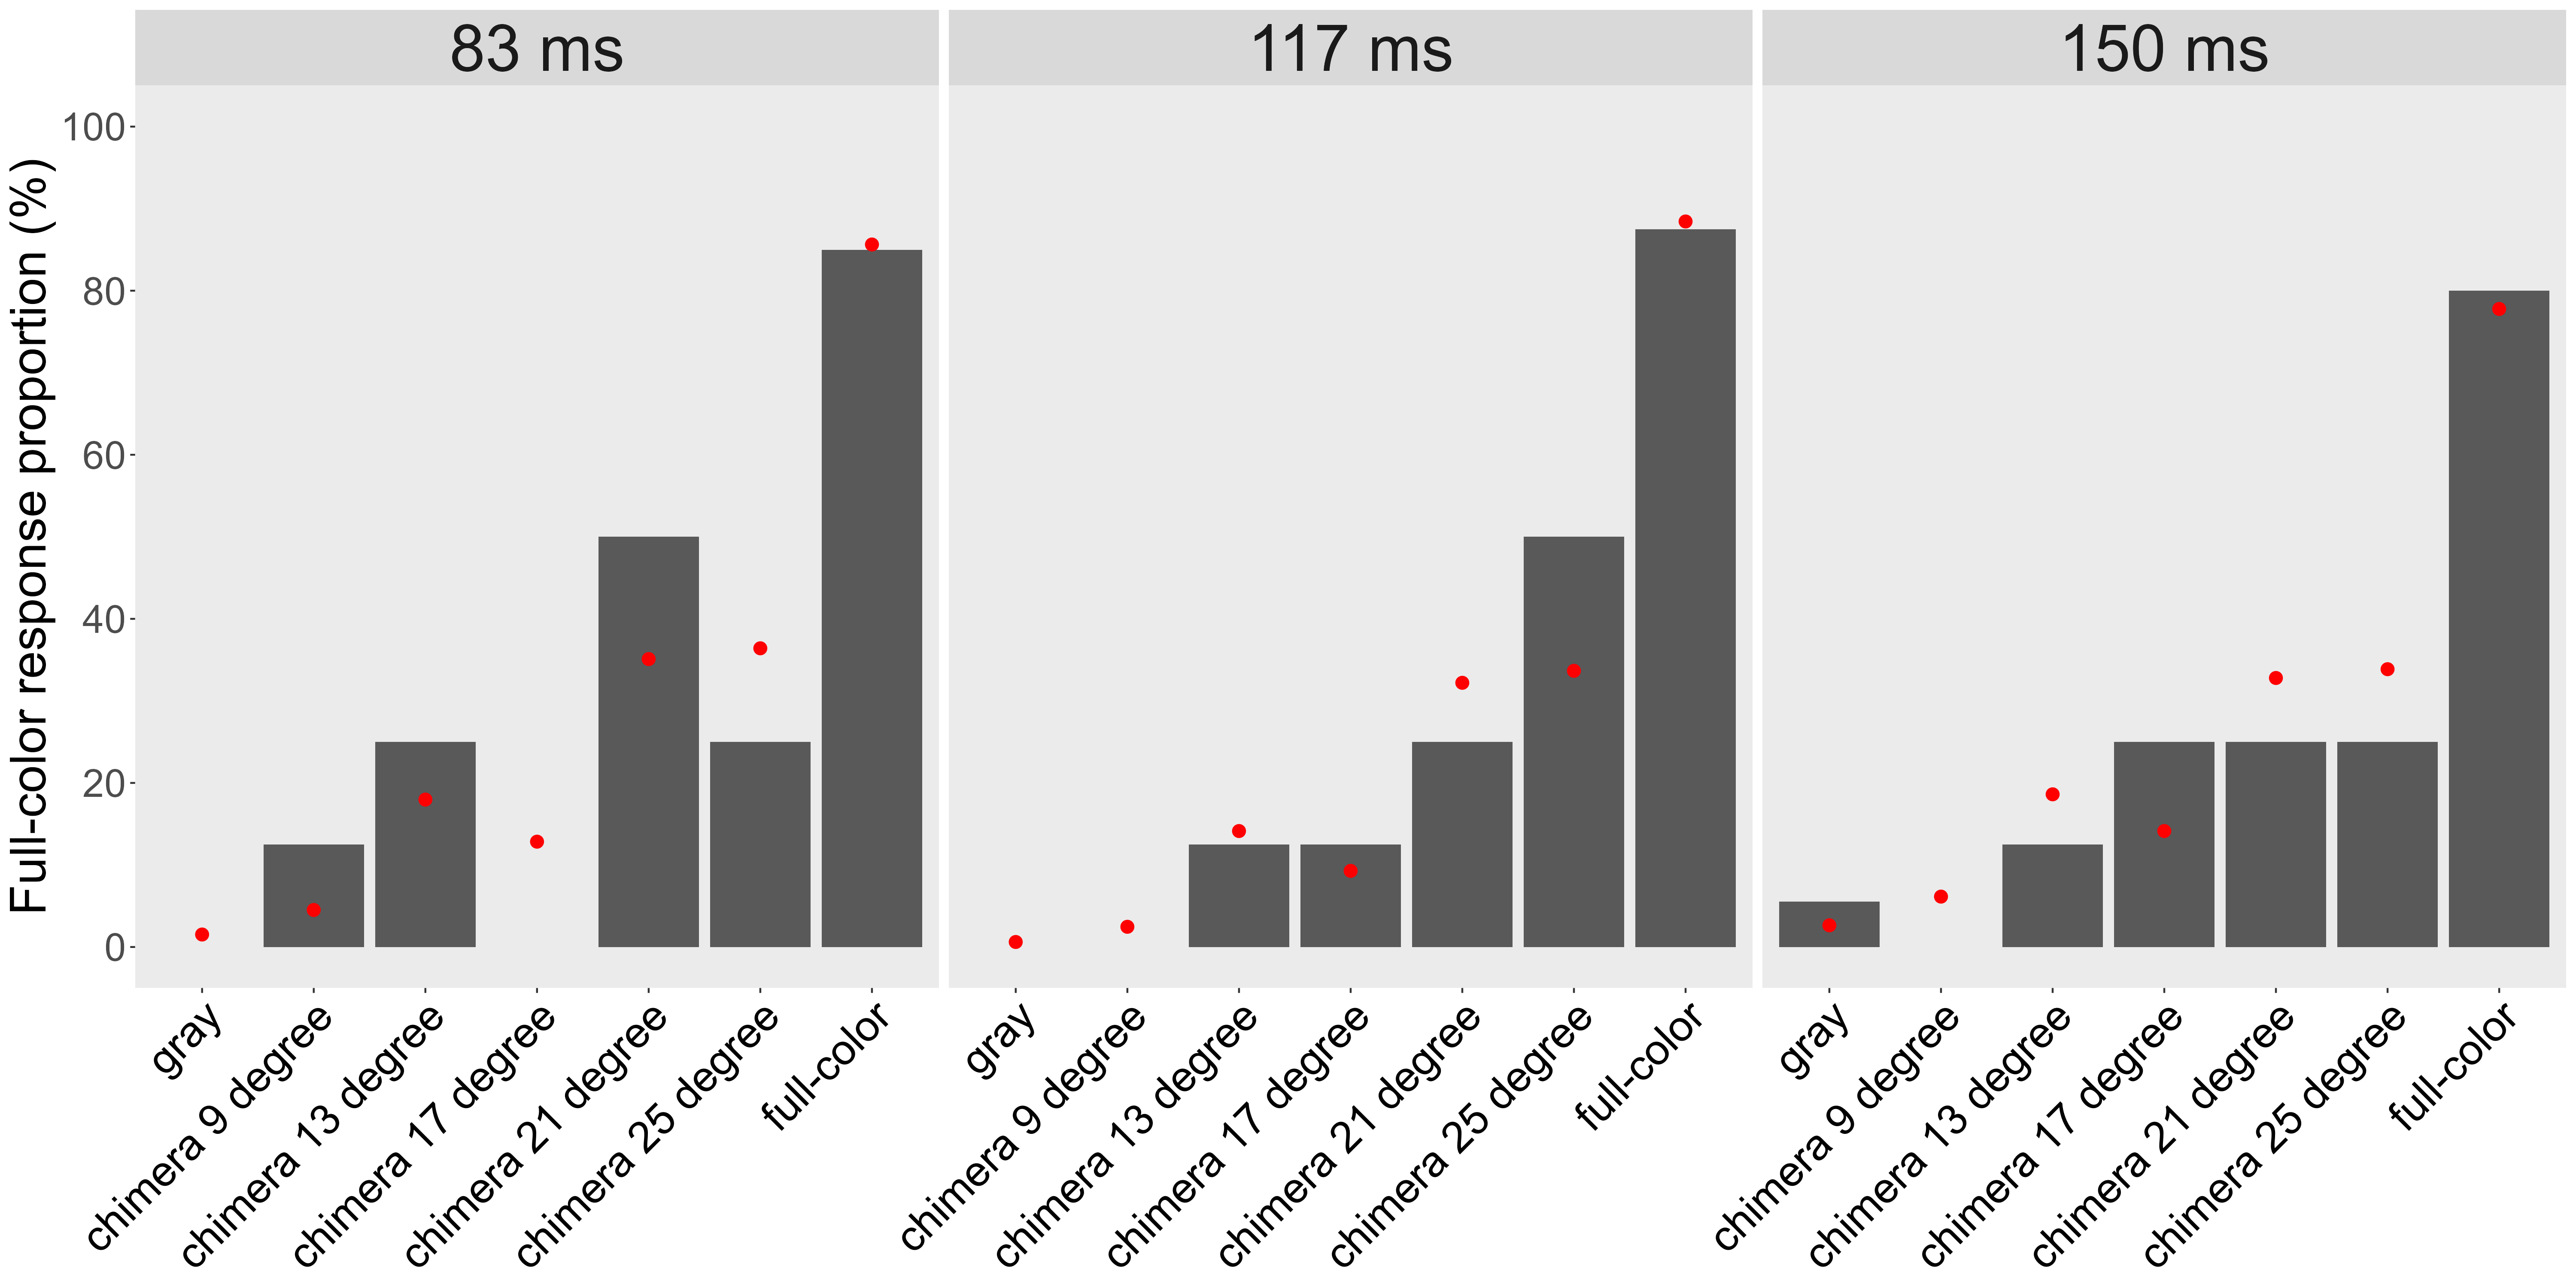 83 ms
117 ms
150 ms
Full-color response proportion (%)
100
80
60
40
20
0
gray
chimera 9 degree
chimera 13 degree
chimera 17 degree
chimera 21 degree
chimera 25 degree
full-color
gray
chimera 9 degree
chimera 13 degree
chimera 17 degree
chimera 21 degree
chimera 25 degree
full-color
gray
chimera 9 degree
chimera 13 degree
chimera 17 degree
chimera 21 degree
chimera 25 degree
full-color